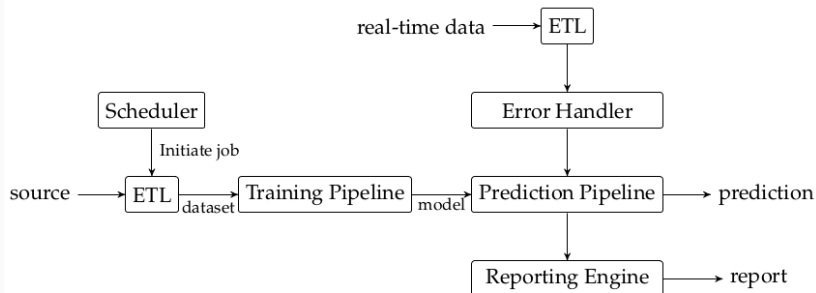 real-time data
ETL
Scheduler
Error Handler
Initiate job
source
ETL
dataset
Training Pipeline
model
Prediction Pipeline
prediction
Reporting Engine
report